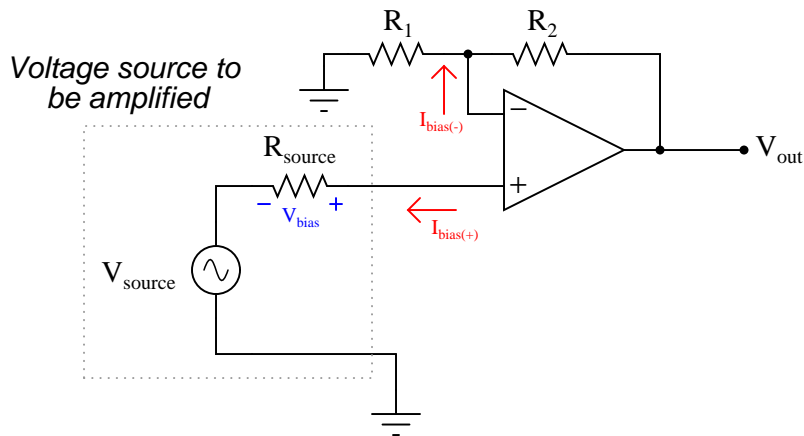 R1
R2
Voltage source to
be amplified
Ibias(-)
−
Vout
Rsource
+
− +
Vbias
Ibias(+)
Vsource